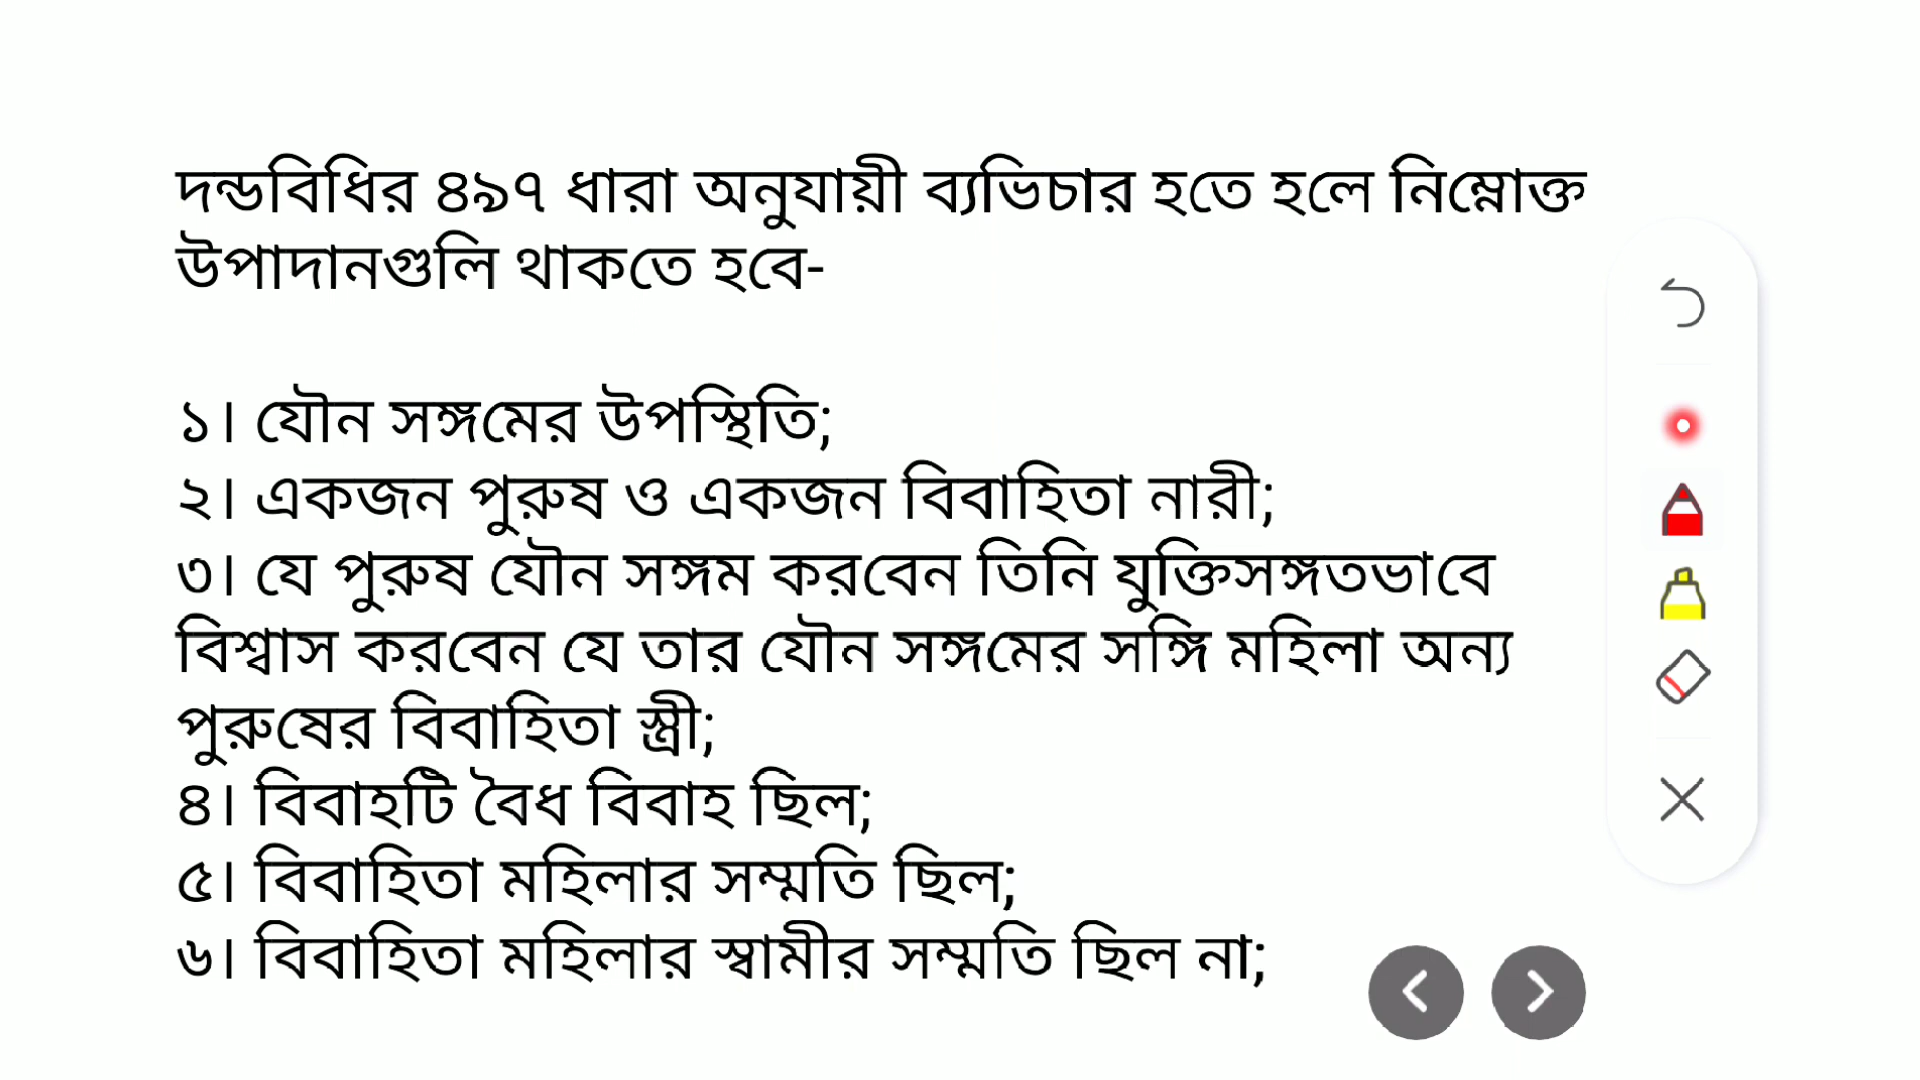 দন্ডবিধির ৪৯৭ ধারা অনুযায়ী ব্যভিচার হতে হলে নিম্নোক্ত
উপাদানগুলি থাকতে হবে-
১। যৌন সঙ্গমের উপস্থিতি;
২। একজন পুরুষ ও একজন বিবাহিতা নারী;
৩। যে পুরুষ যৌন সঙ্গম করবেন তিনি যুক্তিসঙ্গতভাবে
বিশ্বাস করবেন যে তার যৌন সঙ্গমের সঙ্গি মহিলা অন্য
পুরুষের বিবাহিতা স্ত্রী;
৪। বিবাহটি বৈধ বিবাহ ছিল;
৫। বিবাহিতা মহিলার সম্মতি ছিল;
৬। বিবাহিতা মহিলার স্বামীর সম্মতি ছিল না;